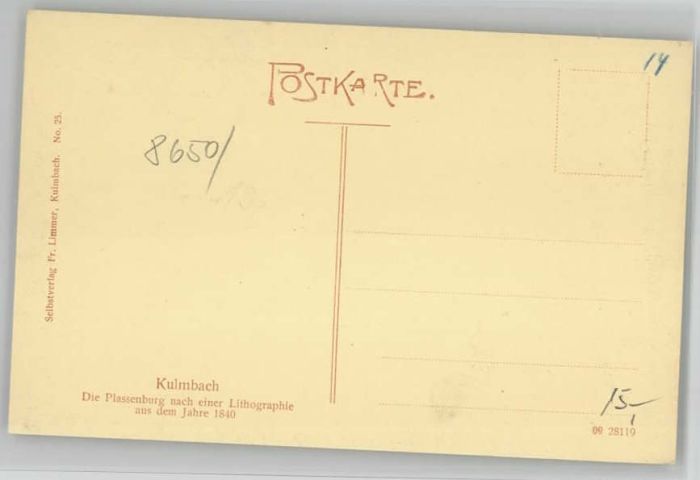 POSTKARTE.
14
8650/
Selbstverlag Fr. Limmer, Kulmbach. No. 25.
Kulmbach
Die Plassenburg nach einer Lithographie
aus dem Jahre 1840
15,-
09 28119